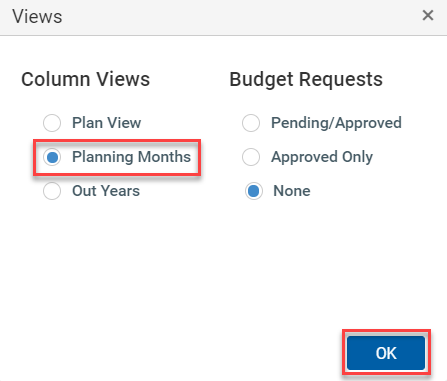 Views
Column Views
Plan View
Planning Months
Out Years
Budget Requests
Pending/Approved
Approved Only
None
OK